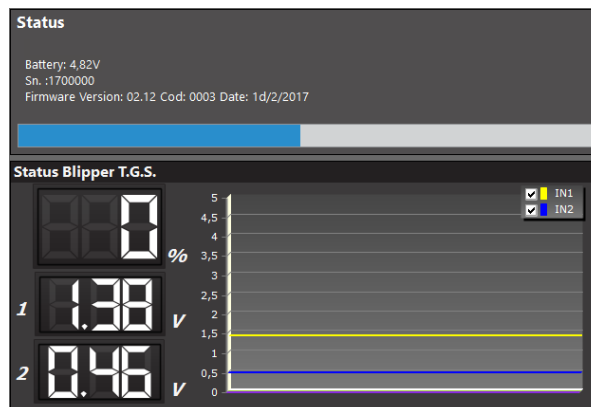 Status
Battery: 4,82V
Sn. :1700000
Firmware Version: 02.12 Cod: 0003 Date: 1d/2/2017
Status Blipper T.G.S.
0 %
1 1.38 V
2 0.46 V
5
4,5
4
3,5
3
2,5
2
1,5
1
0,5
0
IN1
IN2